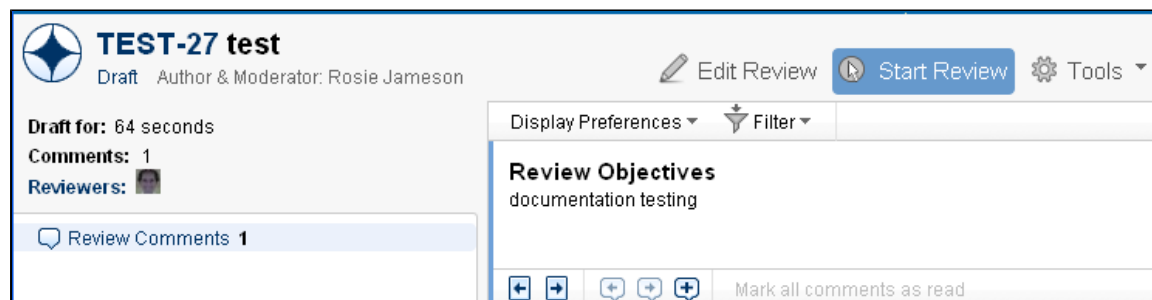 TEST-27 test
Draft Author & Moderator: Rosie Jameson
Edit Review Start Review Tools
Draft for: 64 seconds
Comments: 1
Reviewers:
Review Comments 1
Display Preferences Filter
Review Objectives
documentation testing
Mark all comments as read